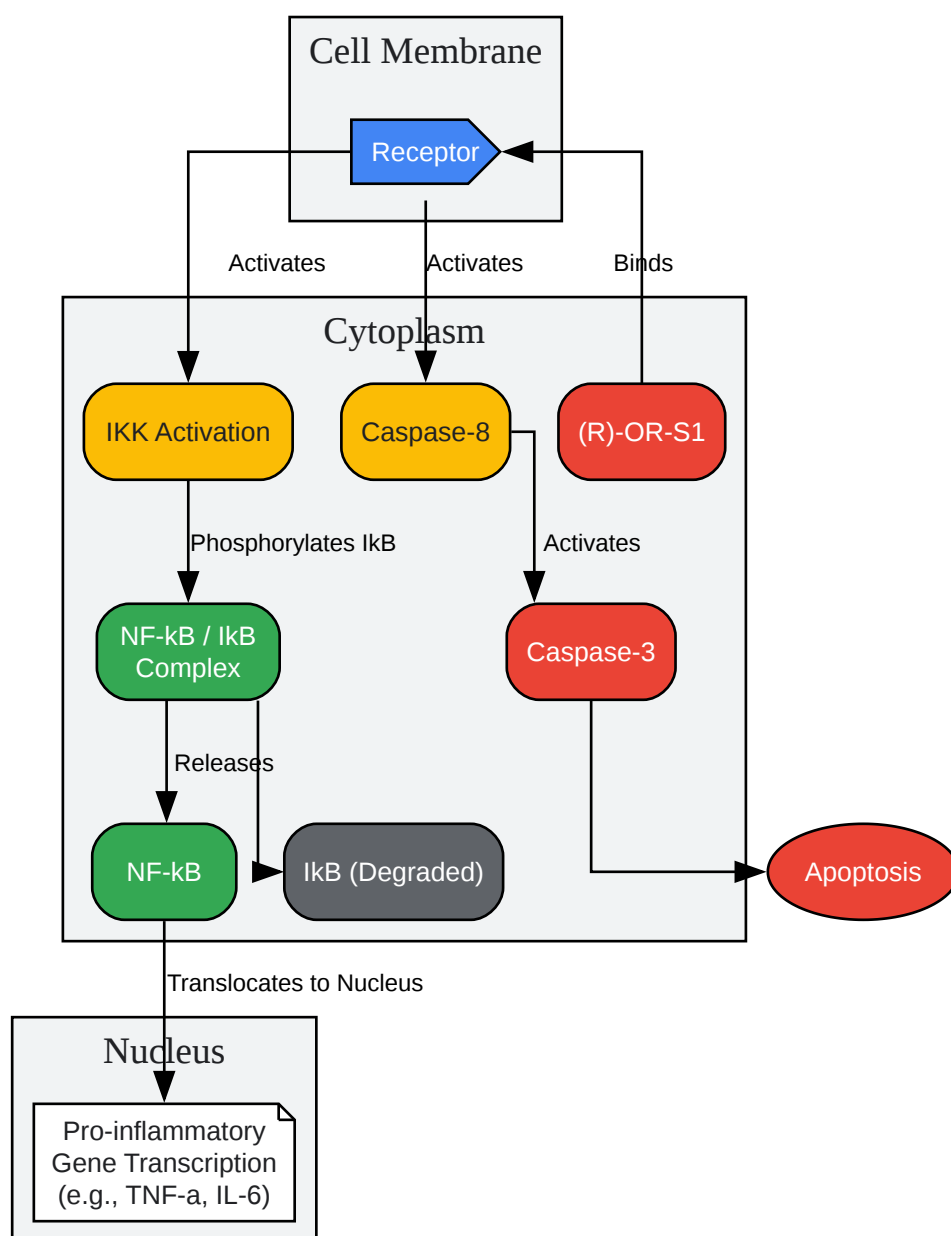 Cell Membrane
Receptor
Activates
Activates
Binds
Cytoplasm
IKK Activation
Caspase-8
(R)-OR-S1
Phosphorylates IkB
Activates
NF-kB / IkB
Complex
Caspase-3
Releases
NF-kB
IkB (Degraded)
Apoptosis
Translocates to Nucleus
Nucleus
Pro-inflammatory
Gene Transcription
(e.g., TNF-a, IL-6)